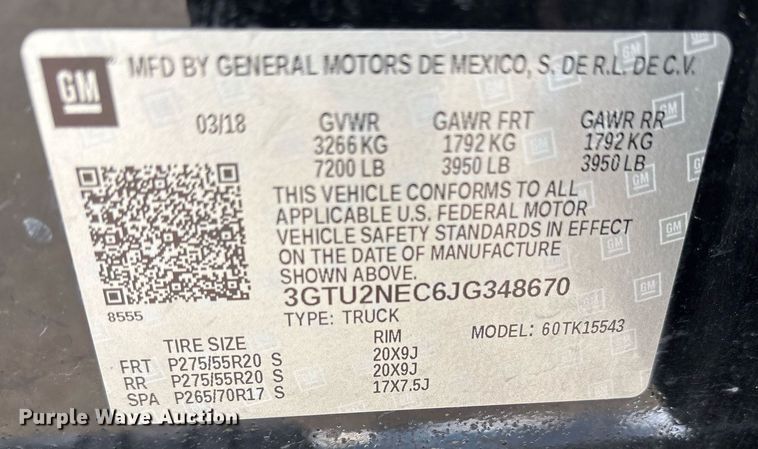 GM MFD BY GENERAL MOTORS DE MEXICO, S. DE R.L. DE C.V.
03/18 GVWR GAWR FRT GAWR RR
3266 KG 1792 KG 1792 KG
7200 LB 3950 LB 3950 LB
THIS VEHICLE CONFORMS TO ALL
APPLICABLE U.S. FEDERAL MOTOR
VEHICLE SAFETY STANDARDS IN EFFECT
ON THE DATE OF MANUFACTURE
SHOWN ABOVE.
3GTU2NEC6JG348670
8555
TYPE: TRUCK MODEL: 60TK15543
TIRE SIZE RIM
FRT P275/55R20 S 20X9J
RR P275/55R20 S 20X9J
SPA P265/70R17 S 17X7.5J
Purple Wave Auction